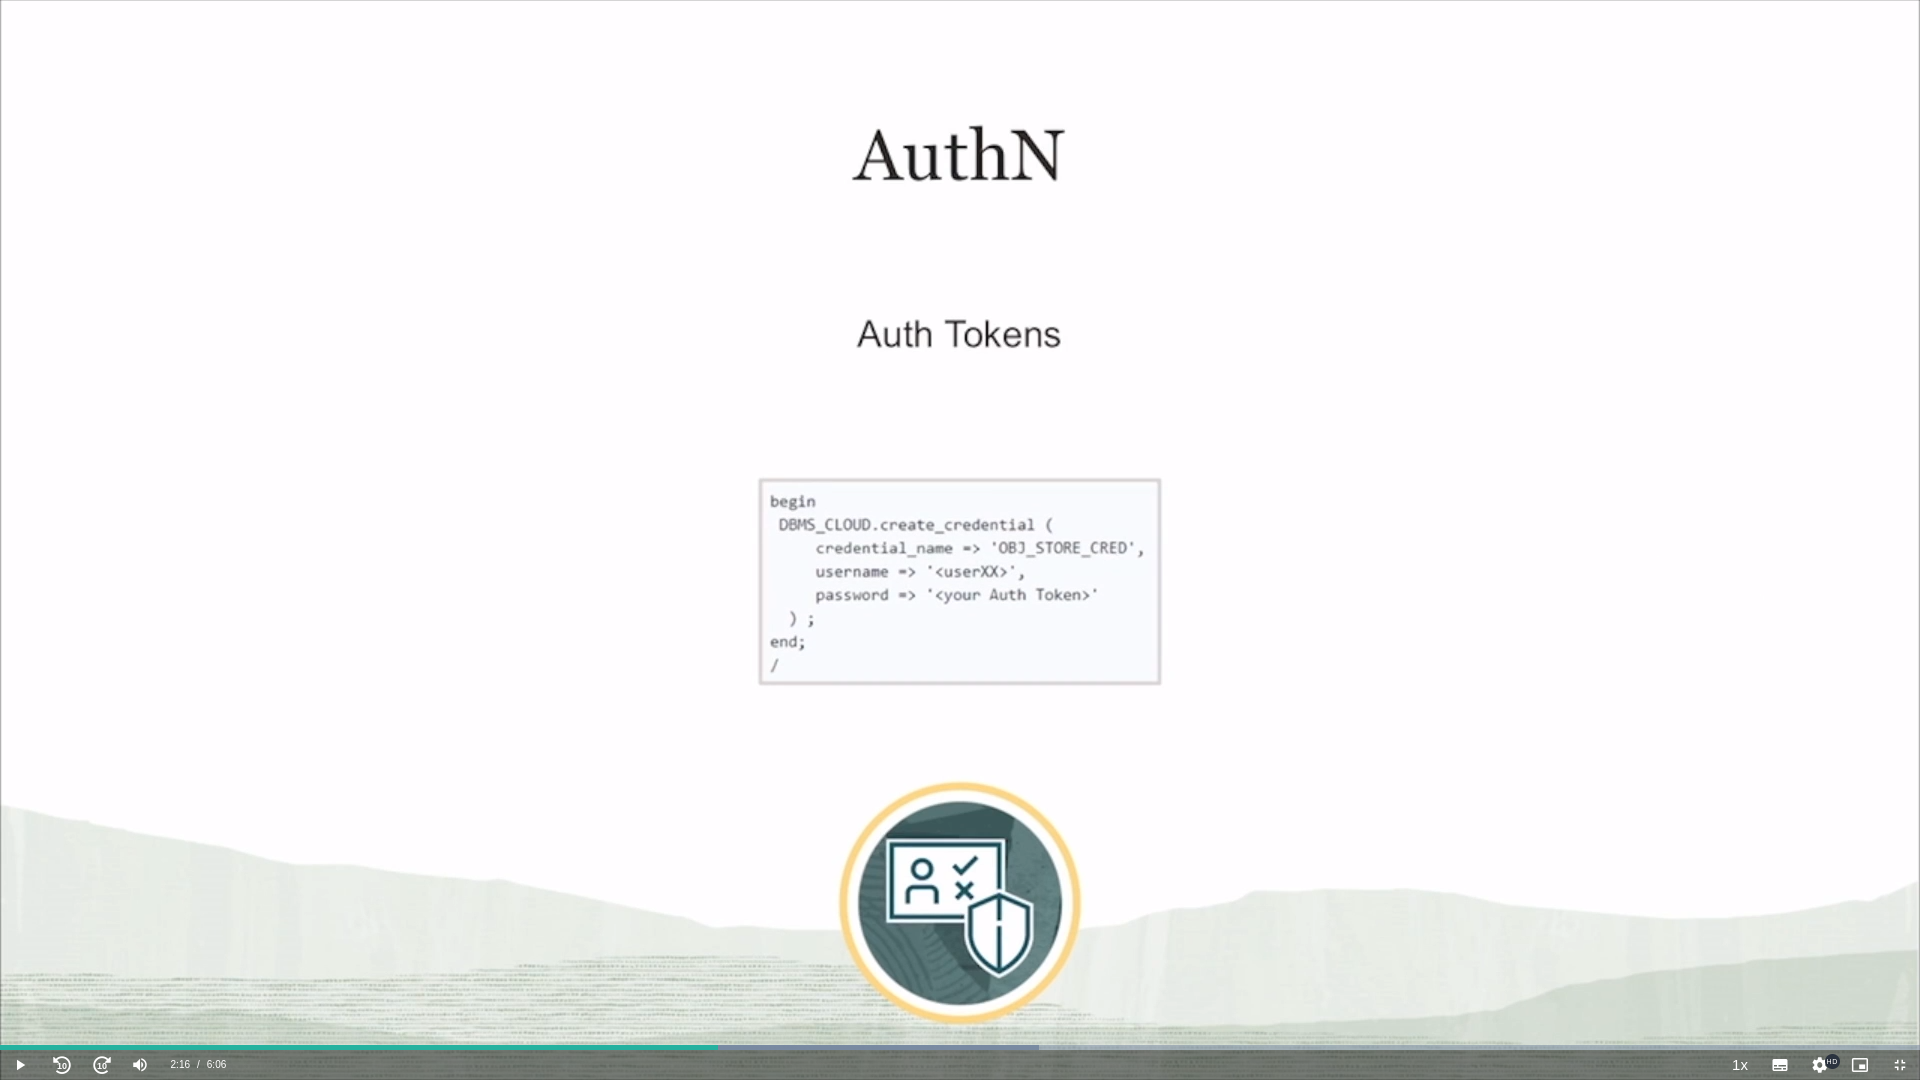 AuthN
Auth Tokens
begin
DBMS_CLOUD.create_credential (
credential_name => 'OBJ_STORE_CRED',
username => '<userXX>',
password => '<your Auth Token>'
) ;
end;
/
10 10 2:16 / 6:06 1x HD